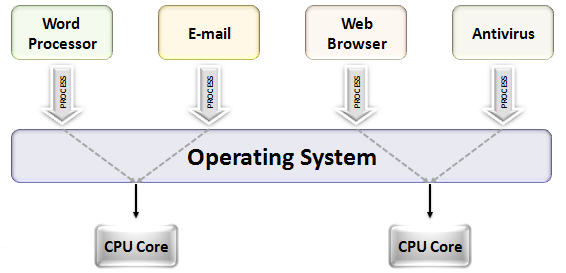 Word
Processor
E-mail
Web
Browser
Antivirus
PROCESS
PROCESS
PROCESS
PROCESS
Operating System
CPU Core
CPU Core